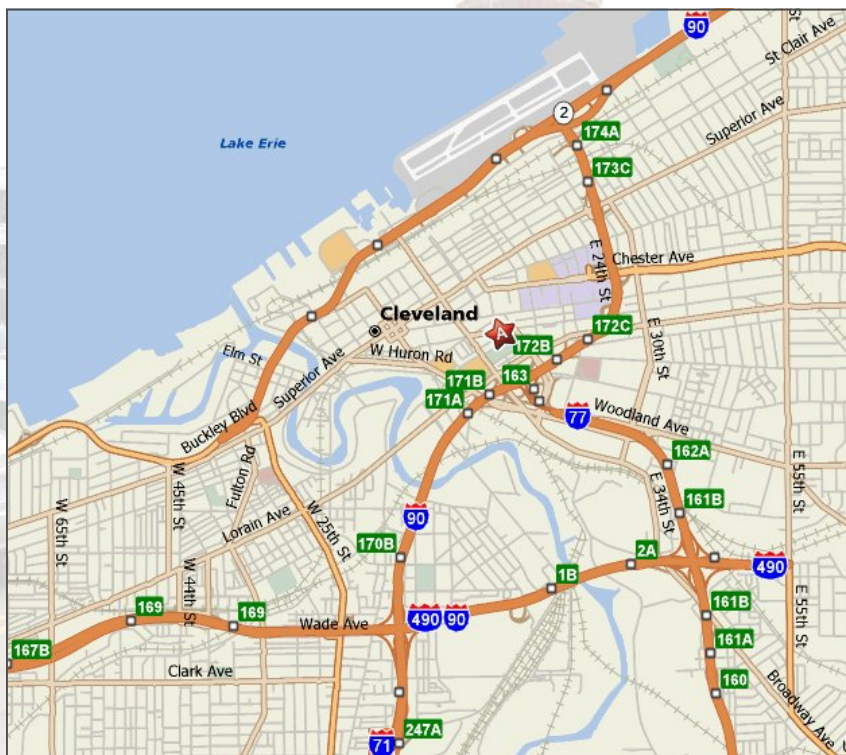 90
St Clair Ave
St
Lake Erie
2
174A
Superior Ave
173C
E 24th St
Chester Ave
Cleveland
A
172C
172B
E 30th St
Elm St
Superior Ave
W Huron Rd
171B
163
171A
Buckley Blvd
77
Woodland Ave
Fulton Rd
162A
E 55th St
W 45th St
W 65th St
Lorain Ave
W 25th St
90
E 34th St
161B
170B
2A
490
W 44th St
1B
169
169
Wade Ave
490
90
161B
E 55th St
167B
161A
Clark Ave
160
Broadway Ave
71
247A